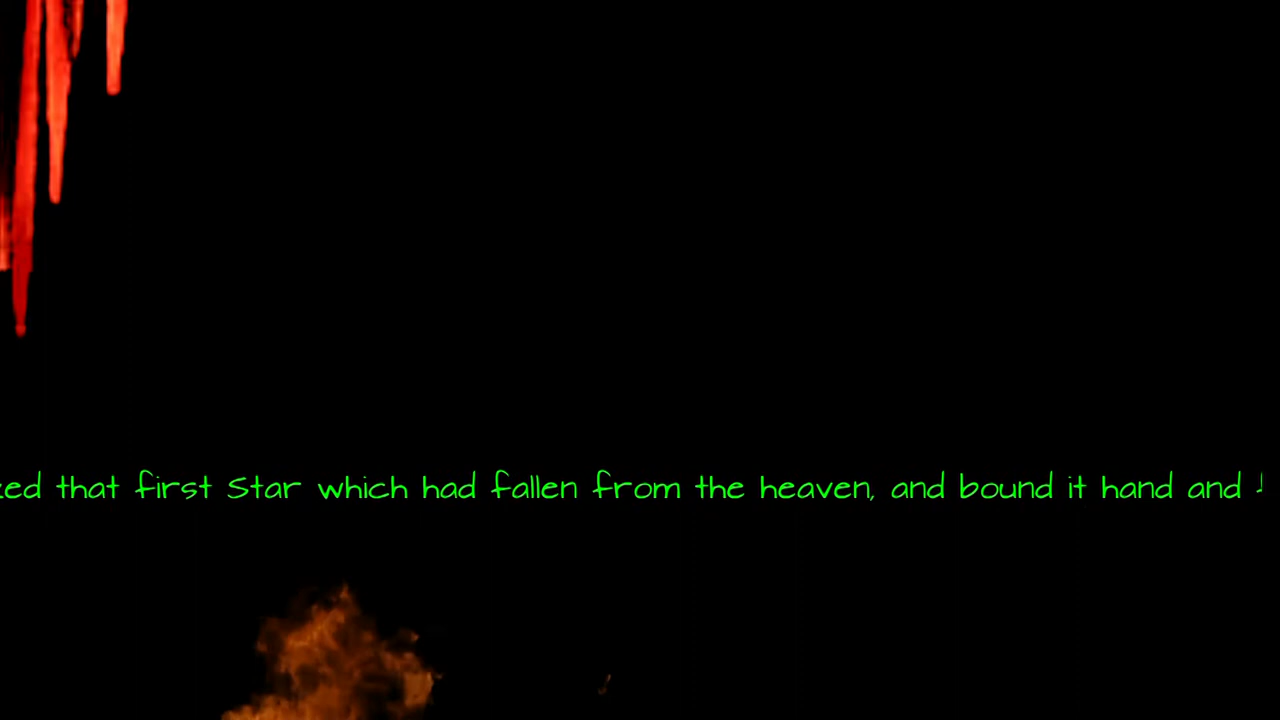 that first Star which had fallen from the heaven, and bound it hand and